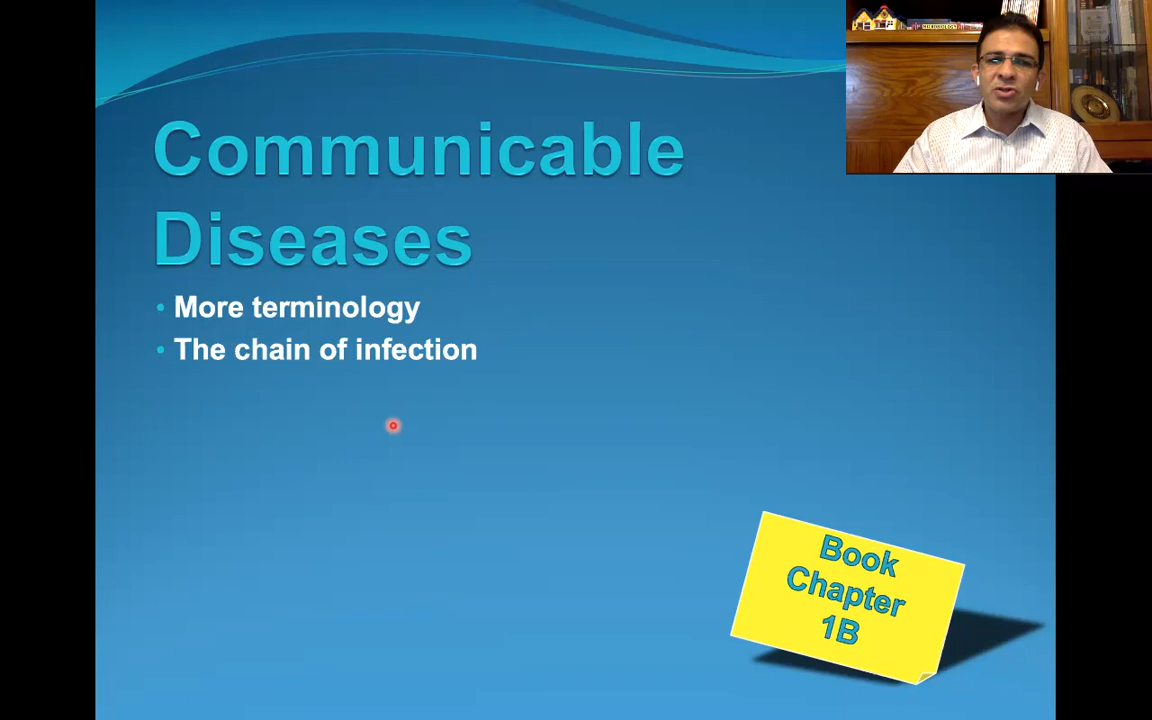 Communicable
Diseases
• More terminology
• The chain of infection
Book
Chapter
1B